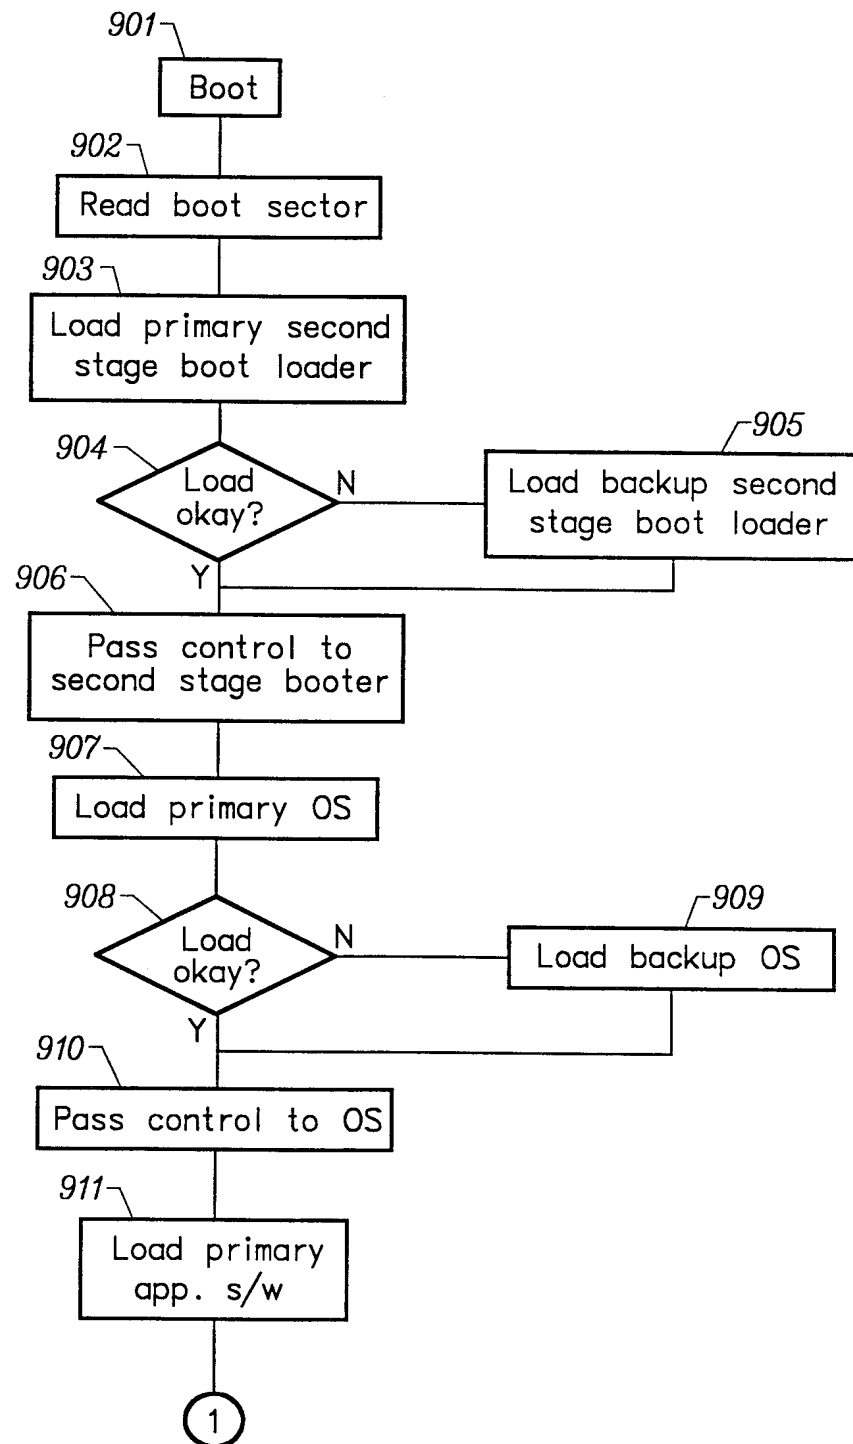 901
Boot
902
Read boot sector
903
Load primary second
stage boot loader
904
Load
okay?
N
Y
905
Load backup second
stage boot loader
906
Pass control to
second stage booter
907
Load primary OS
908
Load
okay?
N
Y
909
Load backup OS
910
Pass control to OS
911
Load primary
app. s/w
1